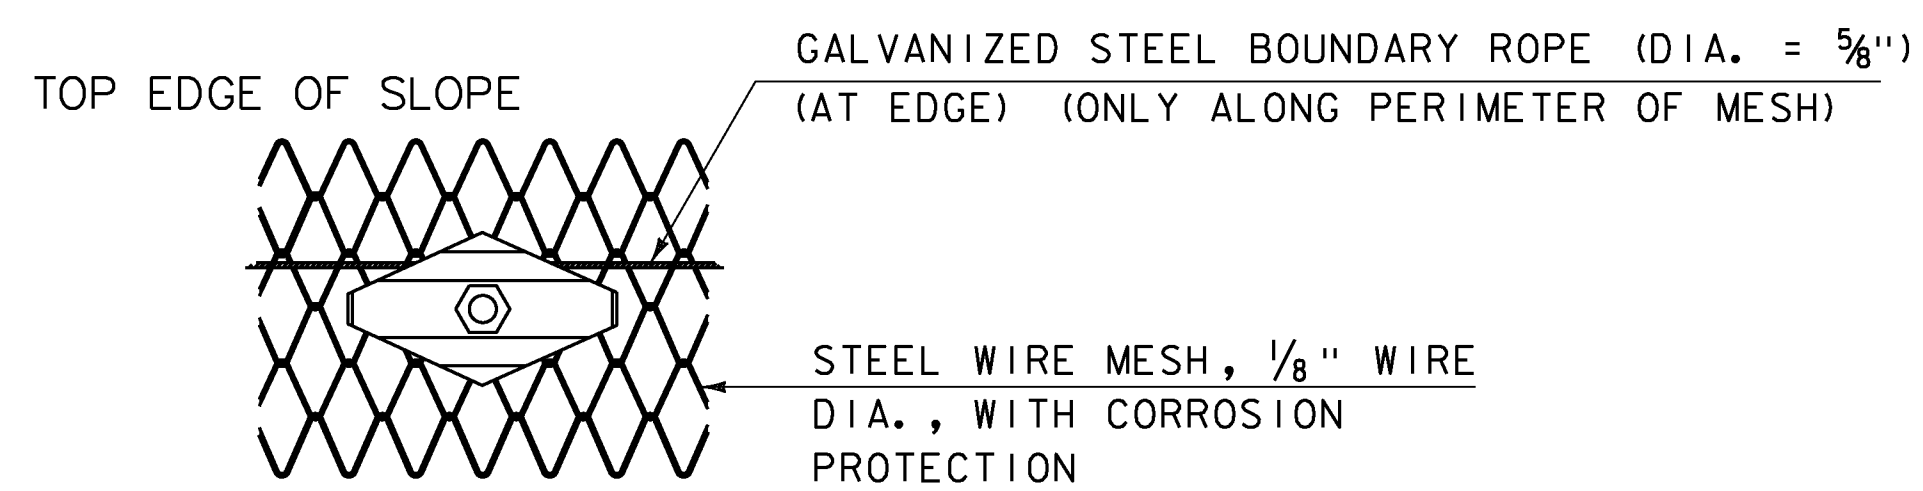 TOP EDGE OF SLOPE
GALVANIZED STEEL BOUNDARY ROPE (DIA. = ⅝")
(AT EDGE) (ONLY ALONG PERIMETER OF MESH)
STEEL WIRE MESH, ⅛" WIRE
DIA., WITH CORROSION
PROTECTION